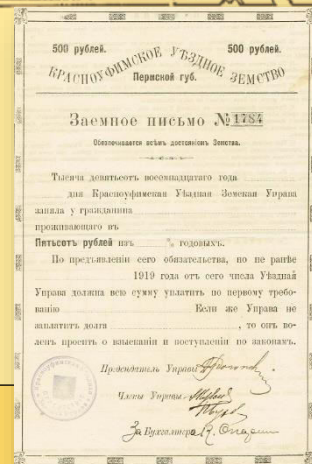 500 рублей. 500 рублей.
КРАСНОУФИМСКОЕ УѢЗДНОЕ ЗЕМСТВО
Пермской губ.
Заемное письмо № 1784
Обезпечивается всѣмъ достояніемъ Земства.
Тысяча девятьсотъ восемнадцатаго года
дня Красноуфимская Уѣздная Земская Управа
заняла у гражданина
проживающаго въ
Пятьсотъ рублей изъ % годовыхъ.
По предъявленіи сего обязательства, но не ранѣе
1919 года отъ сего числа Уѣздная
Управа должна всю сумму уплатить по первому требо-
ванію Если же Управа не
заплатитъ долга , то онъ во-
ленъ просить о взысканіи и поступленіи по законамъ.
Предсѣдатель Управы
Члены Управы:
За Бухгалтера